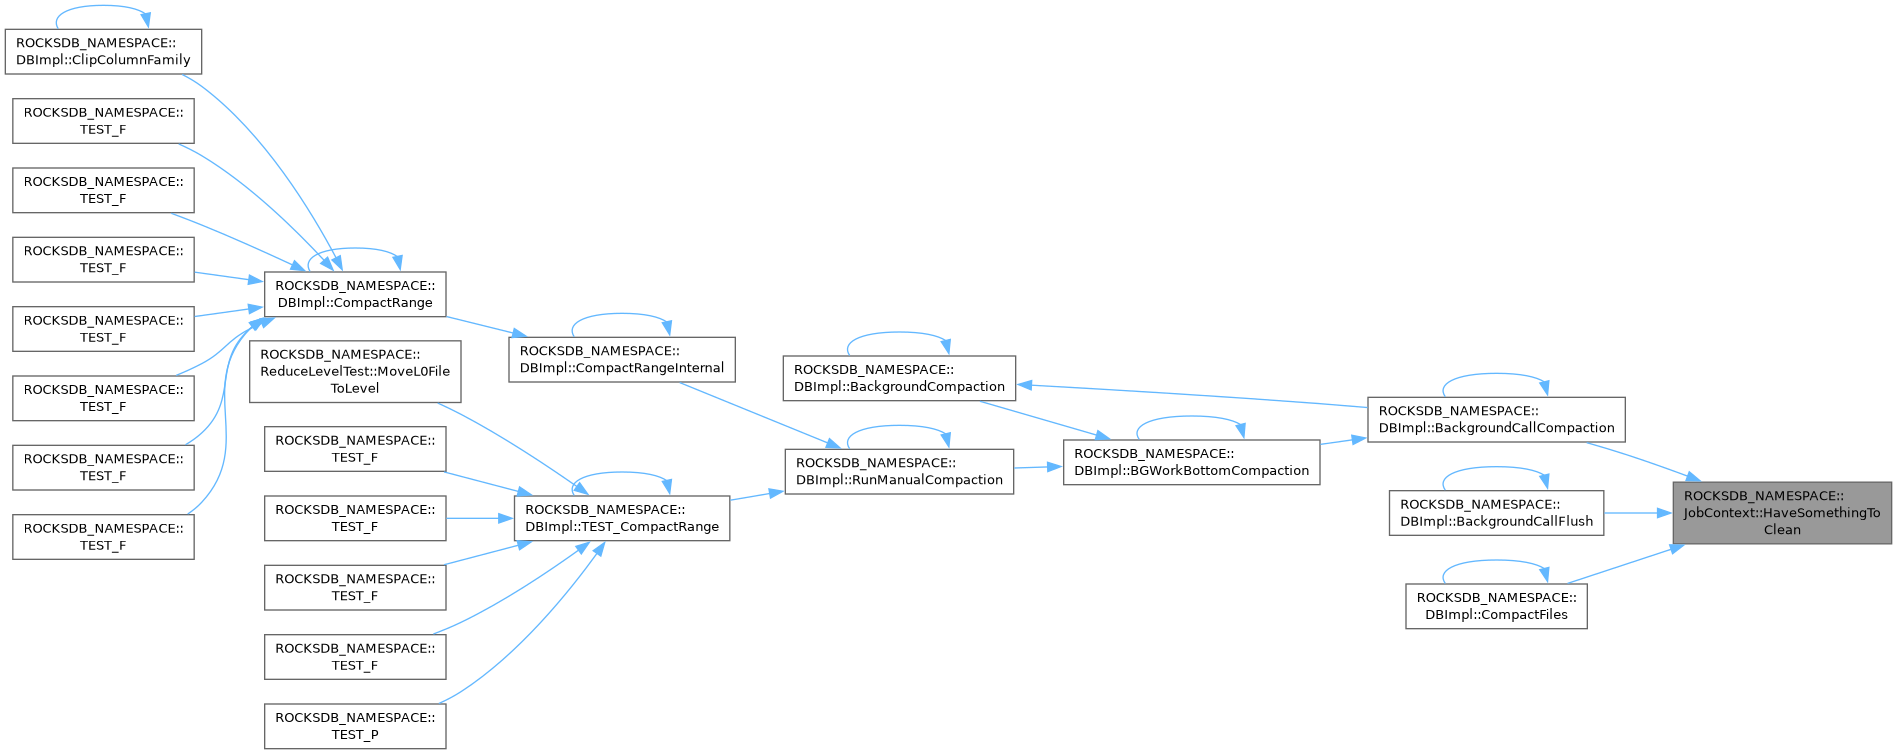 ROCKSDB_NAMESPACE::
DBImpl::ClipColumnFamily
ROCKSDB_NAMESPACE::
TEST_F
ROCKSDB_NAMESPACE::
TEST_F
ROCKSDB_NAMESPACE::
TEST_F
ROCKSDB_NAMESPACE::
TEST_F
ROCKSDB_NAMESPACE::
TEST_F
ROCKSDB_NAMESPACE::
TEST_F
ROCKSDB_NAMESPACE::
TEST_F
ROCKSDB_NAMESPACE::
DBImpl::CompactRange
ROCKSDB_NAMESPACE::
ReduceLevelTest::MoveL0File
ToLevel
ROCKSDB_NAMESPACE::
TEST_F
ROCKSDB_NAMESPACE::
TEST_F
ROCKSDB_NAMESPACE::
TEST_F
ROCKSDB_NAMESPACE::
TEST_F
ROCKSDB_NAMESPACE::
TEST_P
ROCKSDB_NAMESPACE::
DBImpl::CompactRangeInternal
ROCKSDB_NAMESPACE::
DBImpl::TEST_CompactRange
ROCKSDB_NAMESPACE::
DBImpl::BackgroundCompaction
ROCKSDB_NAMESPACE::
DBImpl::RunManualCompaction
ROCKSDB_NAMESPACE::
DBImpl::BGWorkBottomCompaction
ROCKSDB_NAMESPACE::
DBImpl::BackgroundCallCompaction
ROCKSDB_NAMESPACE::
DBImpl::BackgroundCallFlush
ROCKSDB_NAMESPACE::
DBImpl::CompactFiles
ROCKSDB_NAMESPACE::
JobContext::HaveSomethingTo
Clean